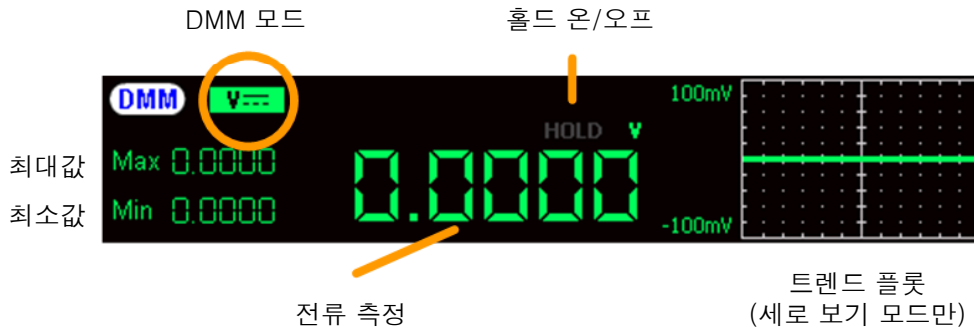 DMM 모드
홀드 온/오프
DMM
V
100mV
HOLD V
최대값
Max 0.0000
최소값
Min 0.0000
0.0000
-100mV
전류 측정
트렌드 플롯
(세로 보기 모드만)